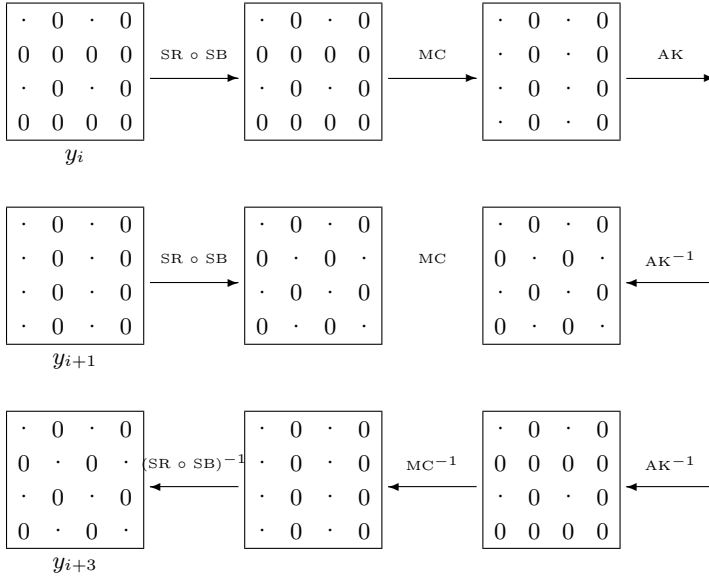 · 0 · 0 · 0 · 0 · 0 · 0
0 0 0 0 SR ∘ SB 0 0 0 0 MC · 0 · 0 AK
· 0 · 0 · 0 · 0 · 0 · 0
0 0 0 0 0 0 0 0 · 0 · 0
y_i
· 0 · 0 · 0 · 0 · 0 · 0
· 0 · 0 SR ∘ SB 0 · 0 · MC 0 · 0 · AK⁻¹
· 0 · 0 · 0 · 0 · 0 · 0
· 0 · 0 0 · 0 · 0 · 0 ·
y_{i+1}
· 0 · 0 · 0 · 0 · 0 · 0
0 · 0 · (SR ∘ SB)⁻¹ · 0 · 0 MC⁻¹ 0 0 0 0 AK⁻¹
· 0 · 0 · 0 · 0 · 0 · 0
0 · 0 · · 0 · 0 0 0 0 0
y_{i+3}